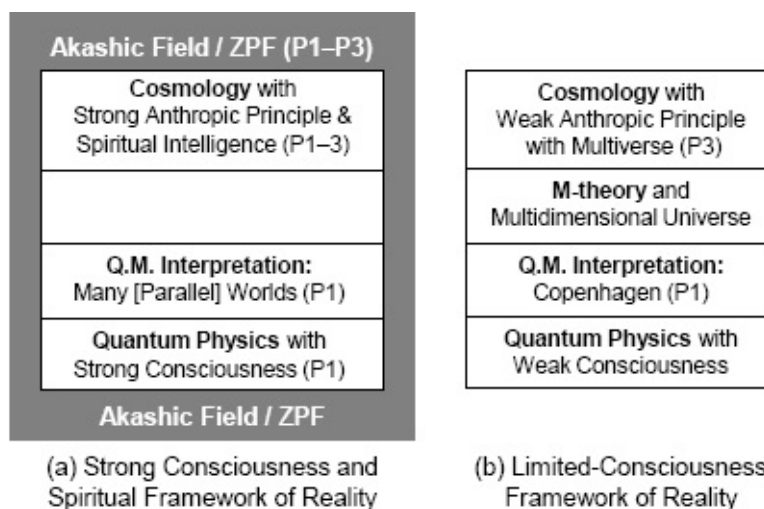 Akashic Field / ZPF (P1–P3)
Cosmology with
Strong Anthropic Principle &
Spiritual Intelligence (P1–3)
Q.M. Interpretation:
Many [Parallel] Worlds (P1)
Quantum Physics with
Strong Consciousness (P1)
Akashic Field / ZPF
(a) Strong Consciousness and
Spiritual Framework of Reality
Cosmology with
Weak Anthropic Principle
with Multiverse (P3)
M-theory and
Multidimensional Universe
Q.M. Interpretation:
Copenhagen (P1)
Quantum Physics with
Weak Consciousness
(b) Limited-Consciousness
Framework of Reality